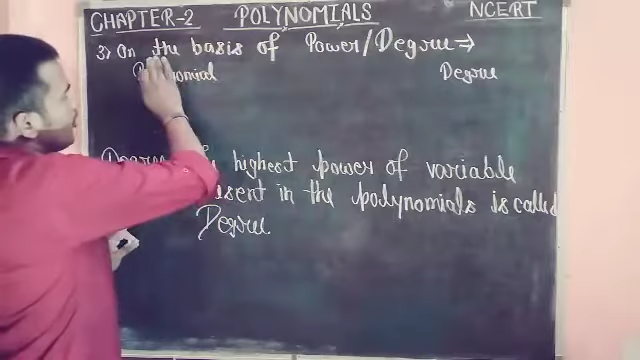 CHAPTER-2 POLYNOMIALS NCERT
3) On the basis of Power/Degree →
Degree
highest power of variable
in the polynomials is called
Degree.